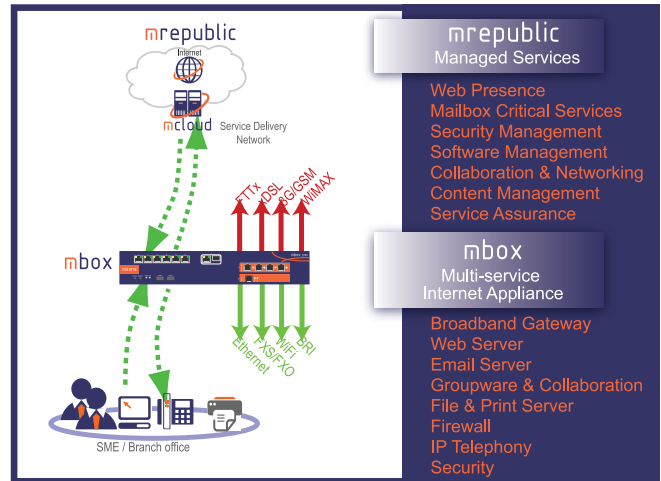 mrepublic
Internet
mcloud
Service Delivery
Network
FTTx
xDSL
3G/GSM
WiMAX
mbox
Ethernet
FXS/FXO
WiFi
BRI
SME / Branch office
mrepublic
Managed Services
Web Presence
Mailbox Critical Services
Security Management
Software Management
Collaboration & Networking
Content Management
Service Assurance
mbox
Multi-service
Internet Appliance
Broadband Gateway
Web Server
Email Server
Groupware & Collaboration
File & Print Server
Firewall
IP Telephony
Security